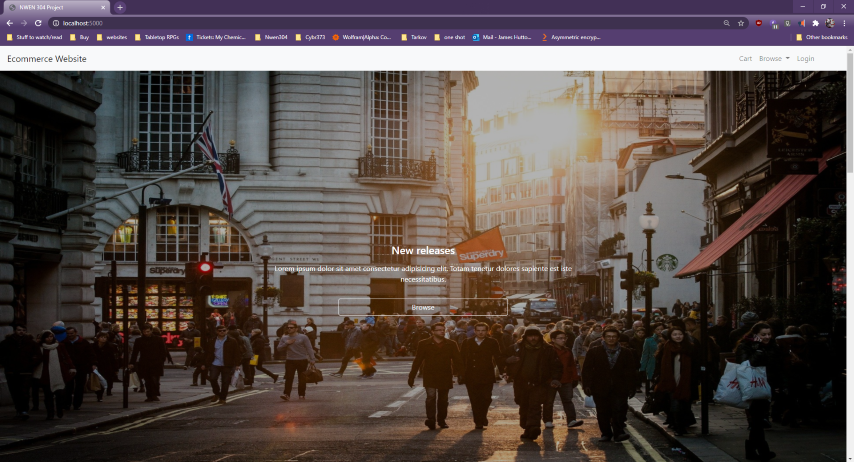 NWEN 304 Project
localhost:5000
Stuff to watch/read
Buy
websites
Tabletop RPGs
Tickets: My Chemic...
Nwen304
Cybr373
Wolfram|Alpha: Co...
Tarkov
one shot
Mail - James Hutto...
Asymmetric encryp...
Other bookmarks
Ecommerce Website
Cart
Browse
Login
New releases
Lorem ipsum dolor sit amet consectetur adipisicing elit. Totam tenetur dolores sapiente est iste
necessitatibus.
Browse
Superdry
Superdry
H&M